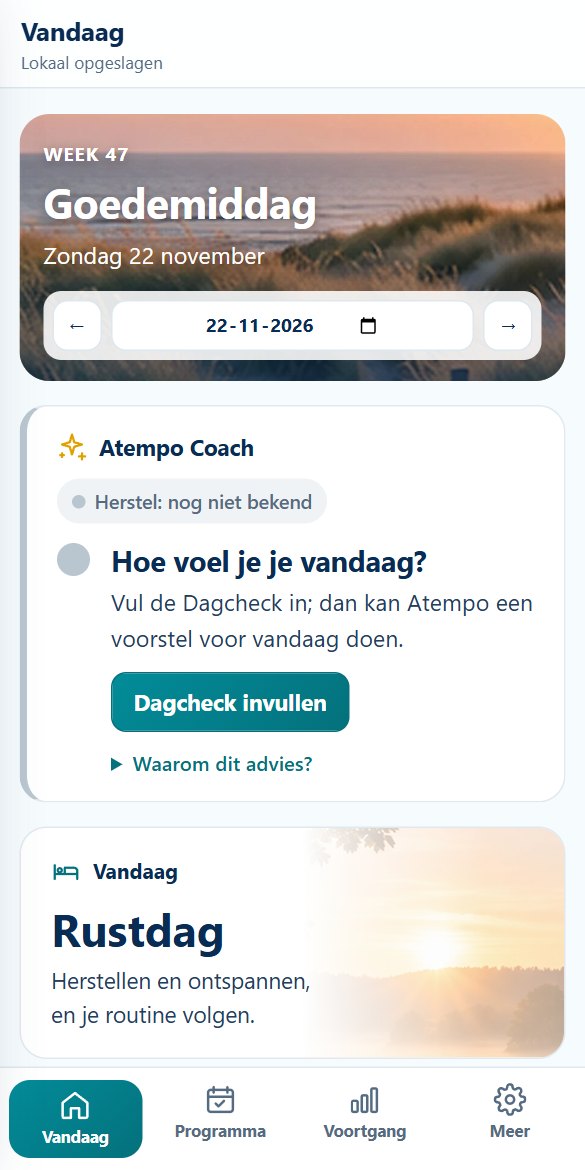 Vandaag
Lokaal opgeslagen
WEEK 47
Goedemiddag
Zondag 22 november
←
22-11-2026
→
Atempo Coach
Herstel: nog niet bekend
Hoe voel je je vandaag?
Vul de Dagcheck in; dan kan Atempo een
voorstel voor vandaag doen.
Dagcheck invullen
Waarom dit advies?
Vandaag
Rustdag
Herstellen en ontspannen,
en je routine volgen.
Vandaag
Programma
Voortgang
Meer